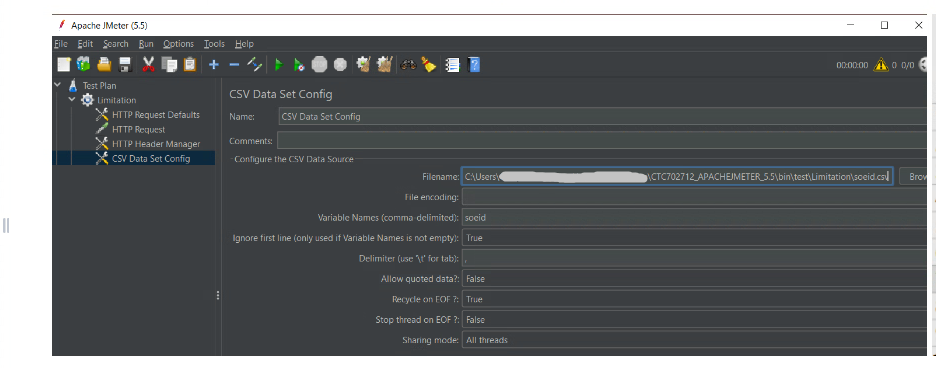 Apache JMeter (5.5)
File Edit Search Run Options Tools Help
00:00:00 0 0/0
Test Plan
Limitation
HTTP Request Defaults
HTTP Request
HTTP Header Manager
CSV Data Set Config
CSV Data Set Config
Name: CSV Data Set Config
Comments:
Configure the CSV Data Source
Filename: C:\Users\ \CTC702712_APACHEJMETER_5.5\bin\test\Limitation\soeid.csv Brow
File encoding:
Variable Names (comma-delimited): soeid
Ignore first line (only used if Variable Names is not empty): True
Delimiter (use '\t' for tab): ,
Allow quoted data?: False
Recycle on EOF ?: True
Stop thread on EOF ?: False
Sharing mode: All threads